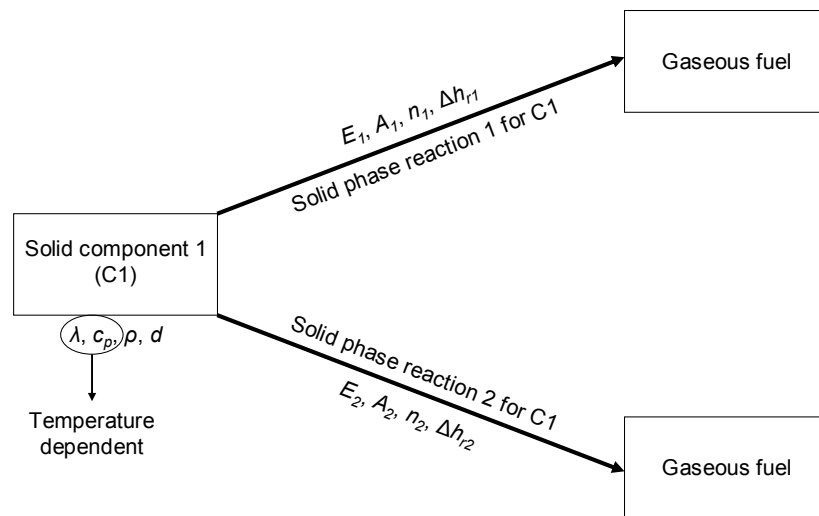 Gaseous fuel
E₁, A₁, n₁, Δhᵣ₁
Solid phase reaction 1 for C1
Solid component 1
(C1)
λ, cₚ, ρ, d
Temperature
dependent
Solid phase reaction 2 for C1
E₂, A₂, n₂, Δhᵣ₂
Gaseous fuel